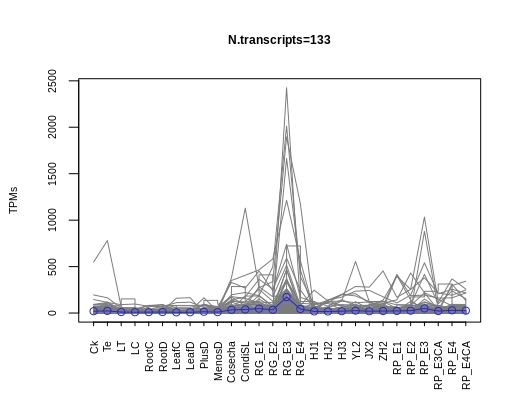 N.transcripts=133
TPMs
2500
2000
1500
1000
500
0
Ck
Te
LT
LC
RootC
RootD
LeafC
LeafD
PlusD
MenosD
Cosecha
CondiSL
RG_E1
RG_E2
RG_E3
RG_E4
HJ1
HJ2
HJ3
YL2
JX2
ZH2
RP_E1
RP_E2
RP_E3
RP_E3CA
RP_E4
RP_E4CA